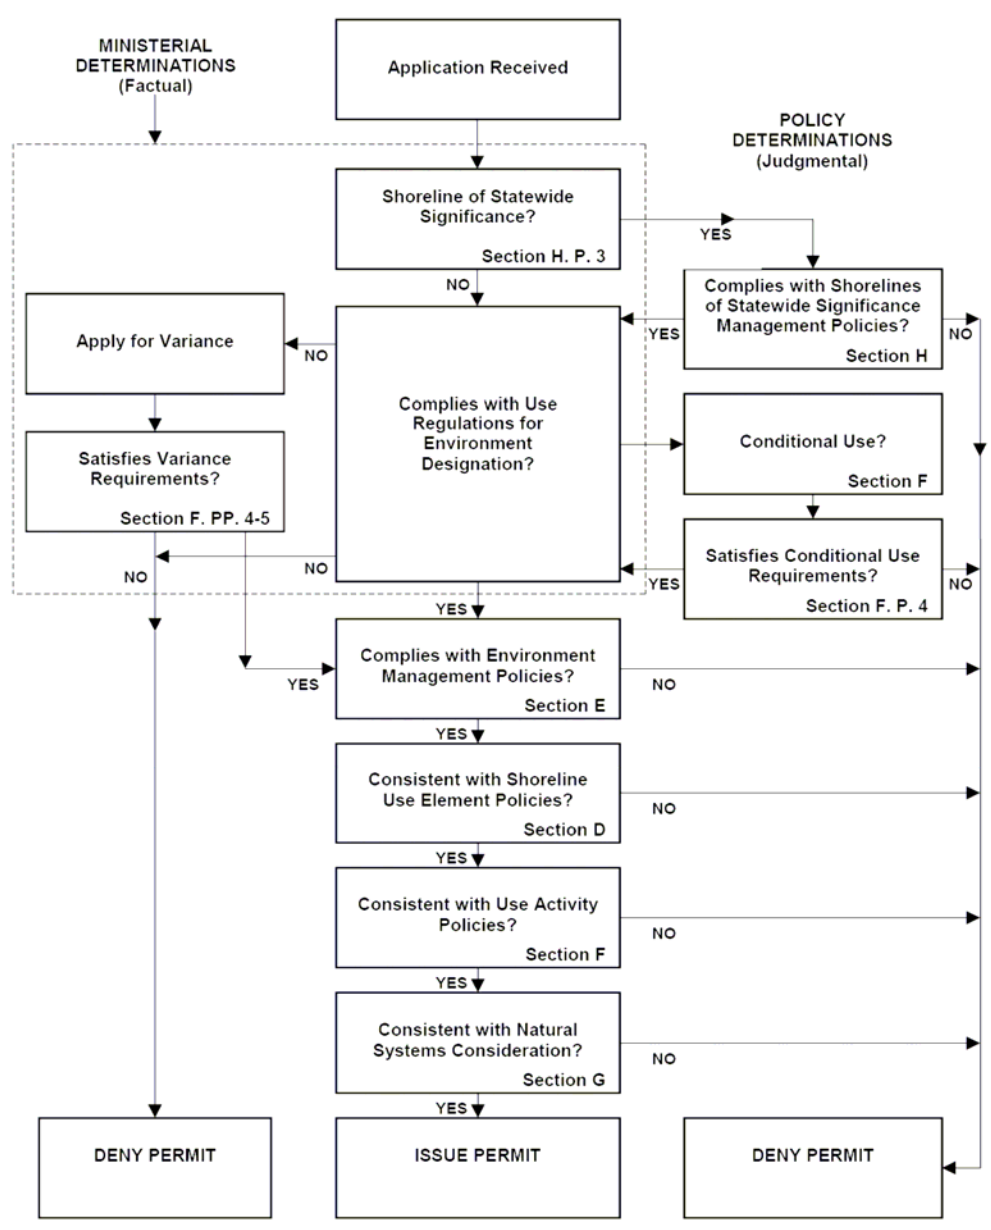 MINISTERIAL
DETERMINATIONS
(Factual)
Application Received
POLICY
DETERMINATIONS
(Judgmental)
Shoreline of Statewide
Significance?
Section H. P. 3
YES
NO
Complies with Shorelines
of Statewide Significance
Management Policies?
Section H
YES
NO
Apply for Variance
NO
Complies with Use
Regulations for
Environment
Designation?
Conditional Use?
Section F
Satisfies Variance
Requirements?
Section F. PP. 4-5
Satisfies Conditional Use
Requirements?
Section F. P. 4
NO
NO
YES
NO
YES
Complies with Environment
Management Policies?
Section E
YES
NO
YES
Consistent with Shoreline
Use Element Policies?
Section D
NO
YES
Consistent with Use Activity
Policies?
Section F
NO
YES
Consistent with Natural
Systems Consideration?
Section G
NO
YES
DENY PERMIT
ISSUE PERMIT
DENY PERMIT